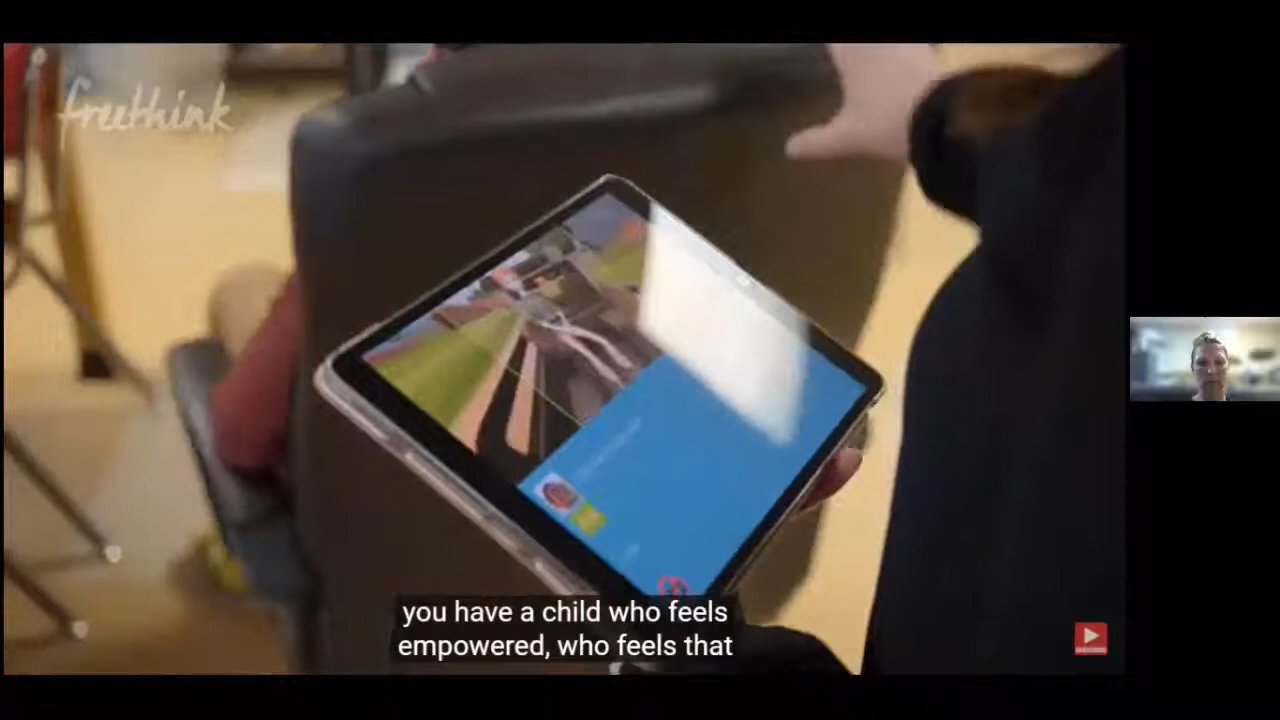 freethink
you have a child who feels
empowered, who feels that